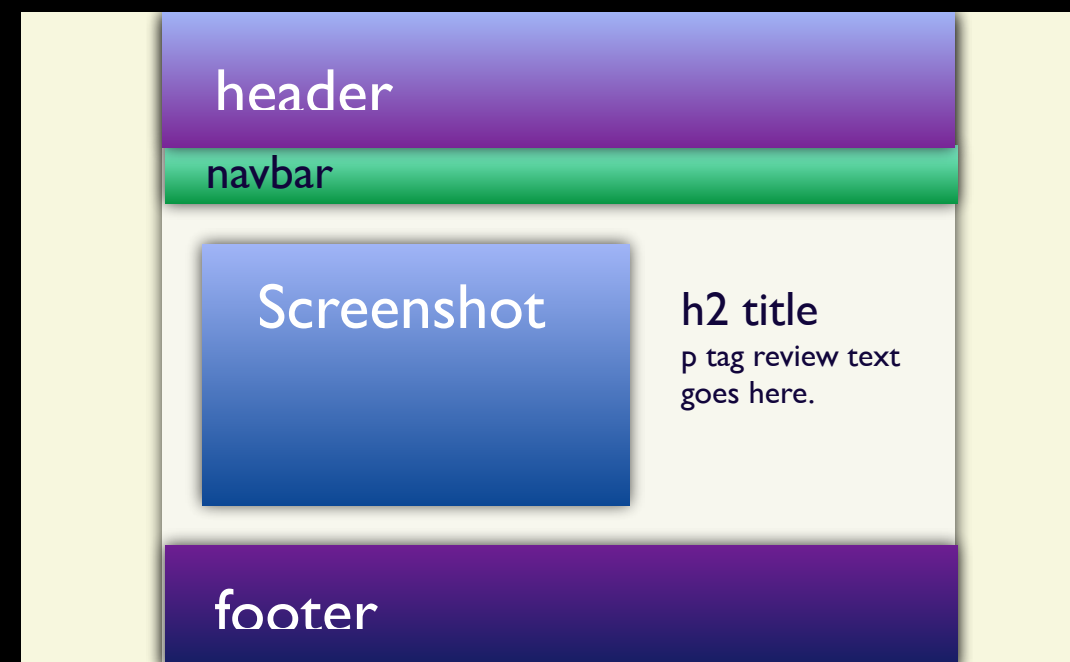 header
navbar
Screenshot
h2 title
p tag review text
goes here.
footer